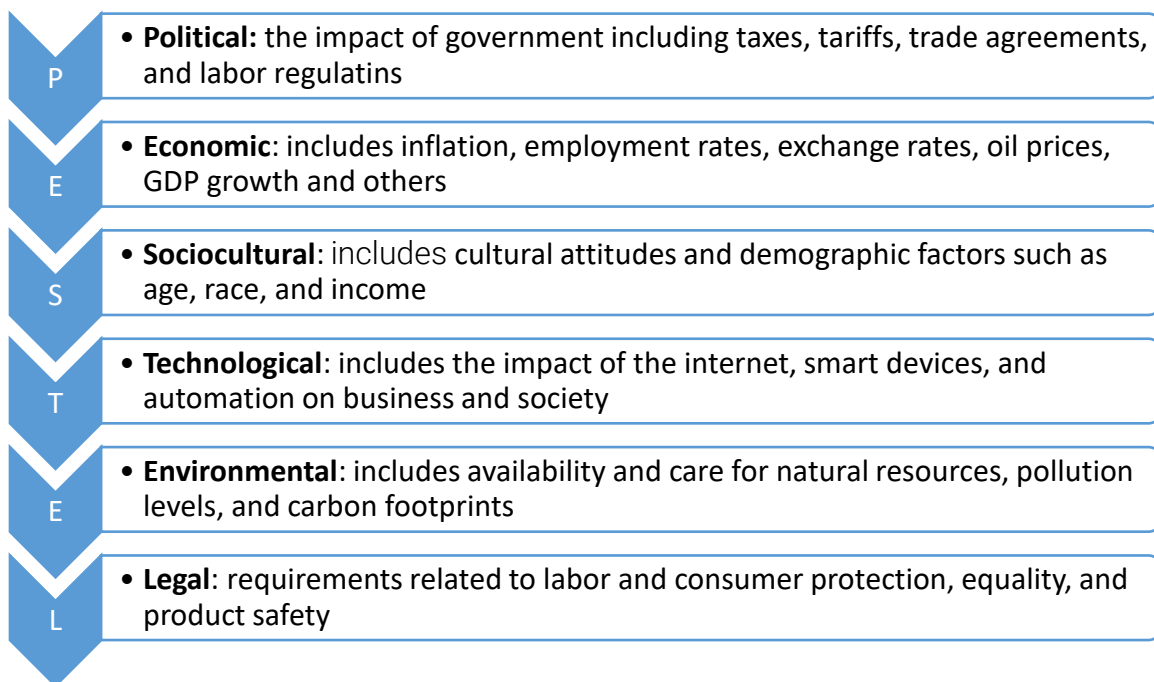 P
• Political: the impact of government including taxes, tariffs, trade agreements,
and labor regulatins
E
• Economic: includes inflation, employment rates, exchange rates, oil prices,
GDP growth and others
S
• Sociocultural: includes cultural attitudes and demographic factors such as
age, race, and income
T
• Technological: includes the impact of the internet, smart devices, and
automation on business and society
E
• Environmental: includes availability and care for natural resources, pollution
levels, and carbon footprints
L
• Legal: requirements related to labor and consumer protection, equality, and
product safety